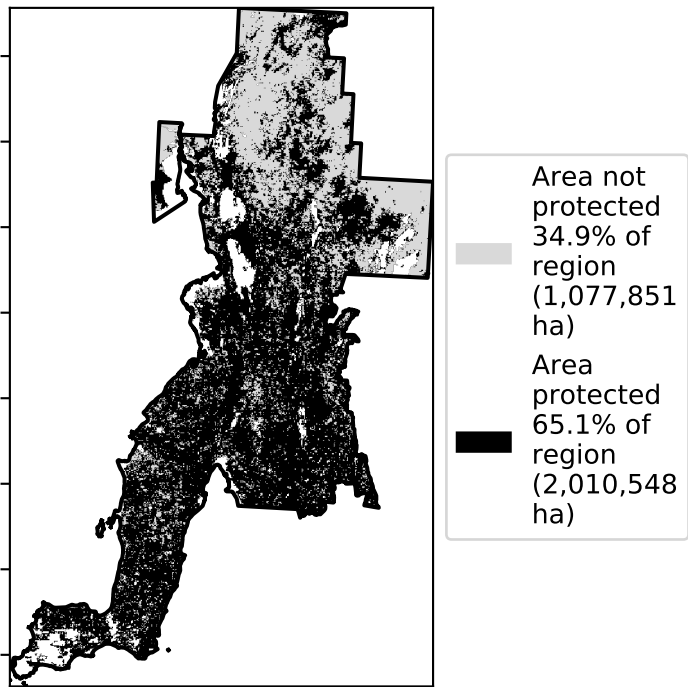 Area not
protected
34.9% of
region
(1,077,851
ha)
Area
protected
65.1% of
region
(2,010,548
ha)